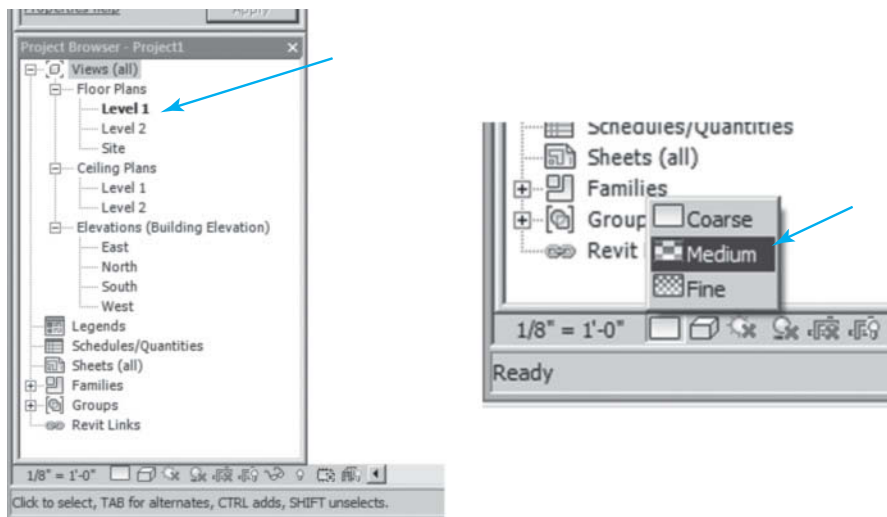 Properties help Apply
Project Browser - Project1
Views (all)
Floor Plans
Level 1
Level 2
Site
Ceiling Plans
Level 1
Level 2
Elevations (Building Elevation)
East
North
South
West
Legends
Schedules/Quantities
Sheets (all)
Families
Groups
Revit Links
1/8" = 1'-0"
Click to select, TAB for alternates, CTRL adds, SHIFT unselects.
Schedules/Quantities
Sheets (all)
Families
Group
Revit
Coarse
Medium
Fine
1/8" = 1'-0"
Ready